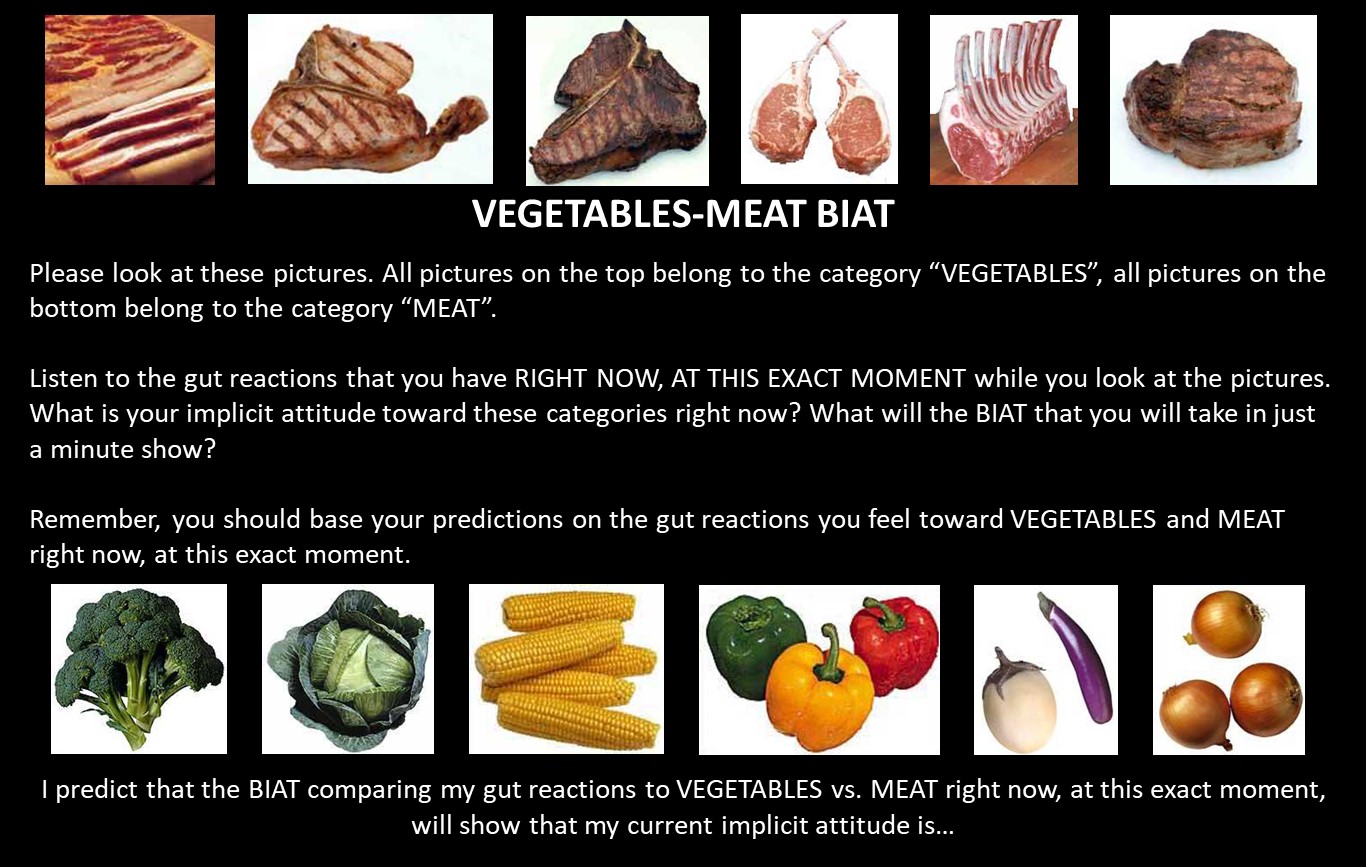 VEGETABLES-MEAT BIAT
Please look at these pictures. All pictures on the top belong to the category “VEGETABLES”, all pictures on the
bottom belong to the category “MEAT”.
Listen to the gut reactions that you have RIGHT NOW, AT THIS EXACT MOMENT while you look at the pictures.
What is your implicit attitude toward these categories right now? What will the BIAT that you will take in just
a minute show?
Remember, you should base your predictions on the gut reactions you feel toward VEGETABLES and MEAT
right now, at this exact moment.
I predict that the BIAT comparing my gut reactions to VEGETABLES vs. MEAT right now, at this exact moment,
will show that my current implicit attitude is…